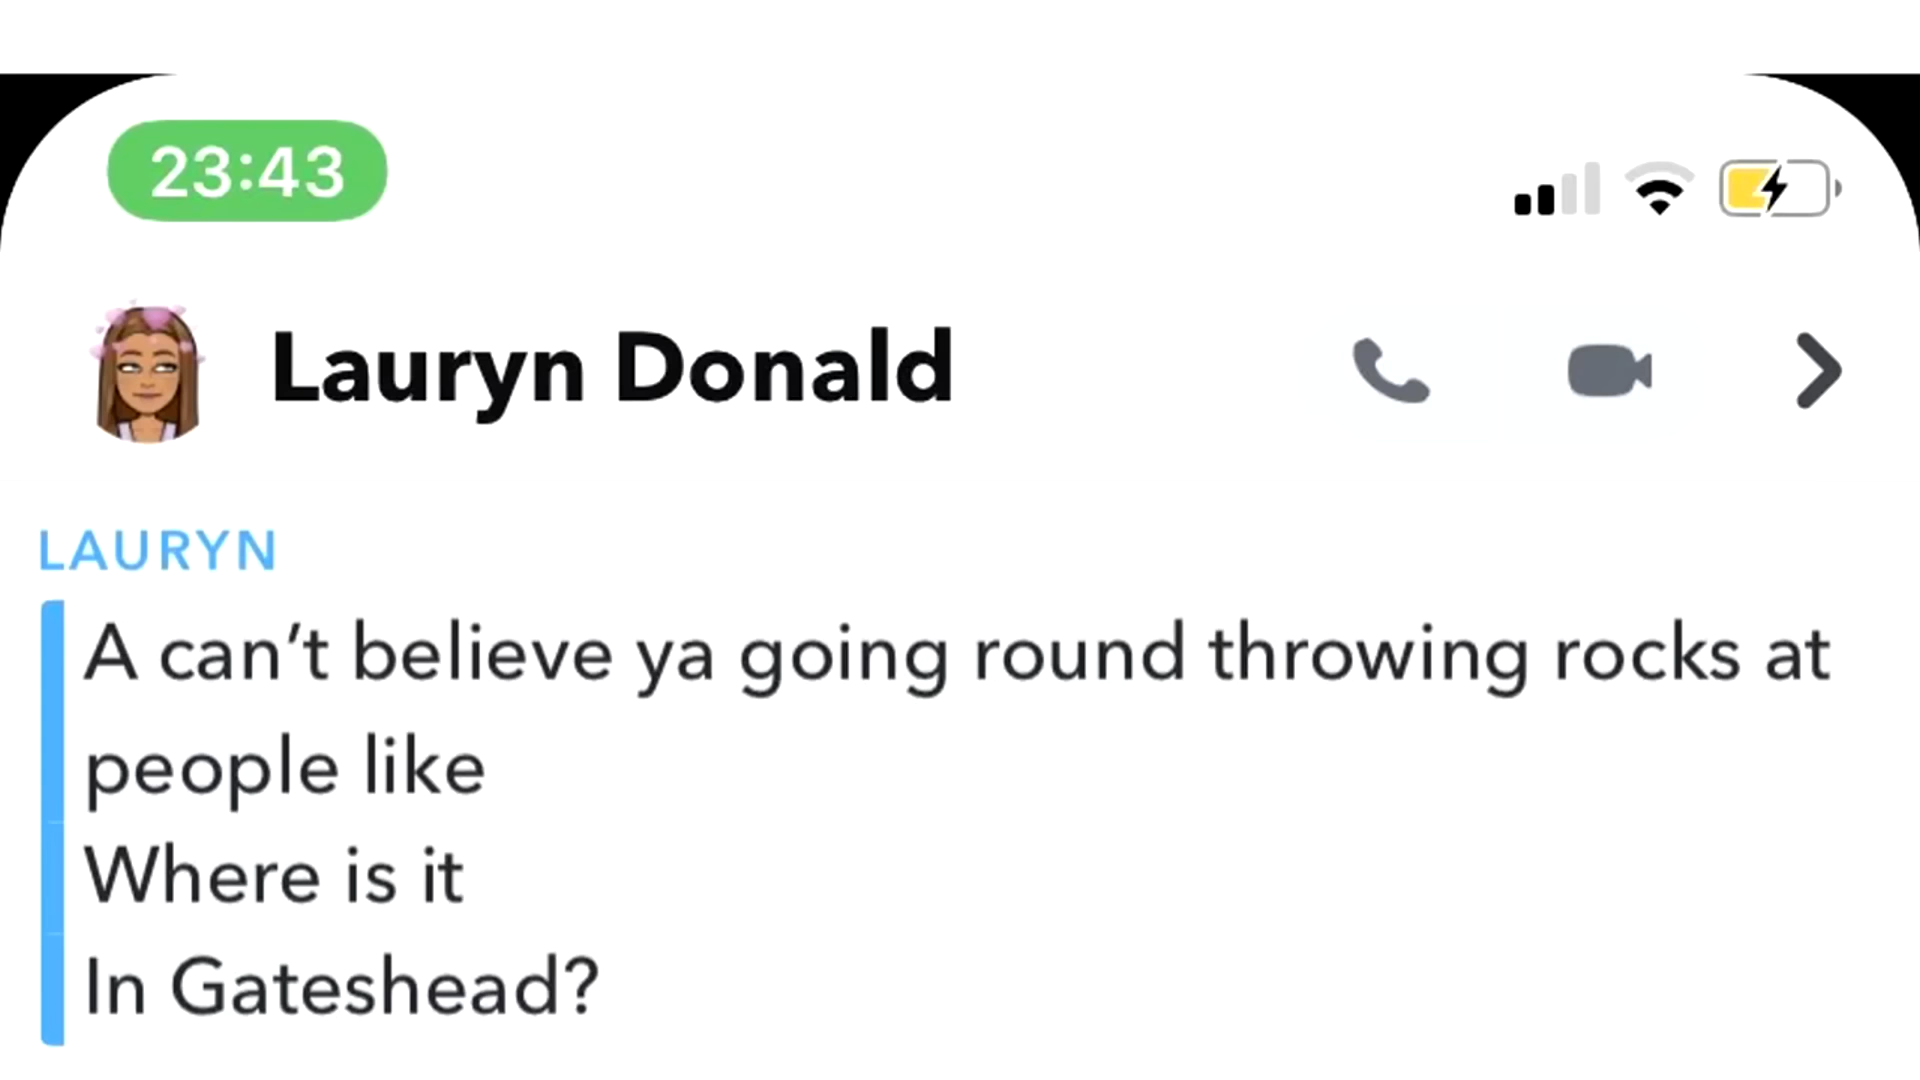 23:43
Lauryn Donald
LAURYN
A can’t believe ya going round throwing rocks at
people like
Where is it
In Gateshead?